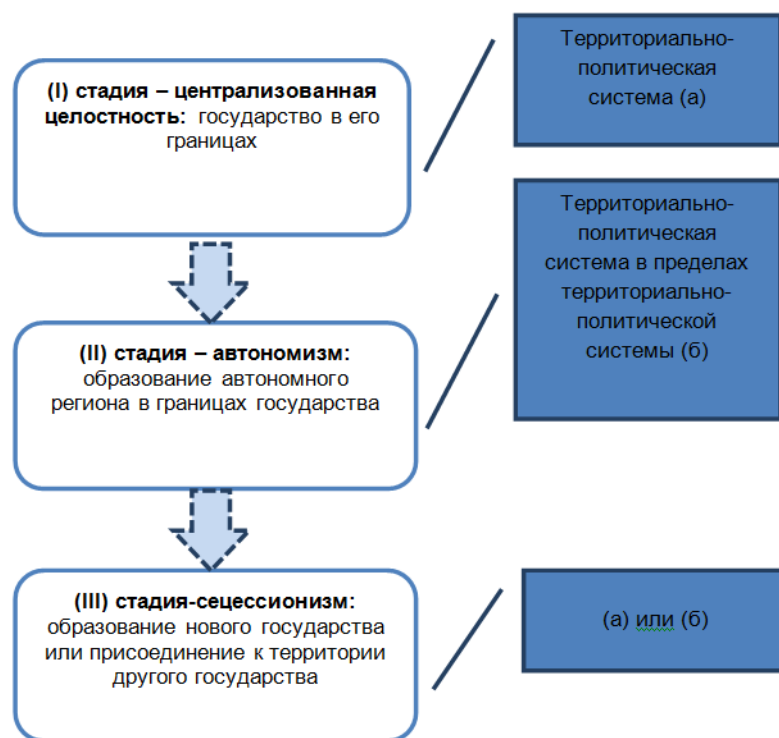 (I) стадия – централизованная
целостность: государство в его
границах
Территориально-
политическая
система (а)
(II) стадия – автономизм:
образование автономного
региона в границах государства
Территориально-
политическая
система в пределах
территориально-
политической
системы (б)
(III) стадия-сецессионизм:
образование нового государства
или присоединение к территории
другого государства
(а) или (б)